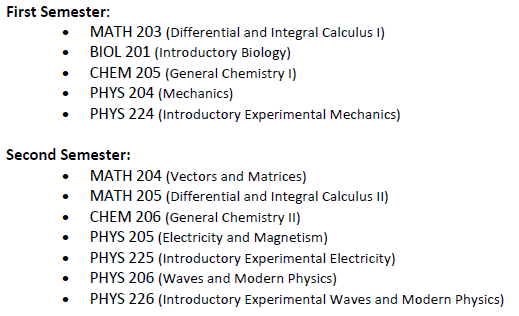 First Semester:
• MATH 203 (Differential and Integral Calculus I)
• BIOL 201 (Introductory Biology)
• CHEM 205 (General Chemistry I)
• PHYS 204 (Mechanics)
• PHYS 224 (Introductory Experimental Mechanics)
Second Semester:
• MATH 204 (Vectors and Matrices)
• MATH 205 (Differential and Integral Calculus II)
• CHEM 206 (General Chemistry II)
• PHYS 205 (Electricity and Magnetism)
• PHYS 225 (Introductory Experimental Electricity)
• PHYS 206 (Waves and Modern Physics)
• PHYS 226 (Introductory Experimental Waves and Modern Physics)